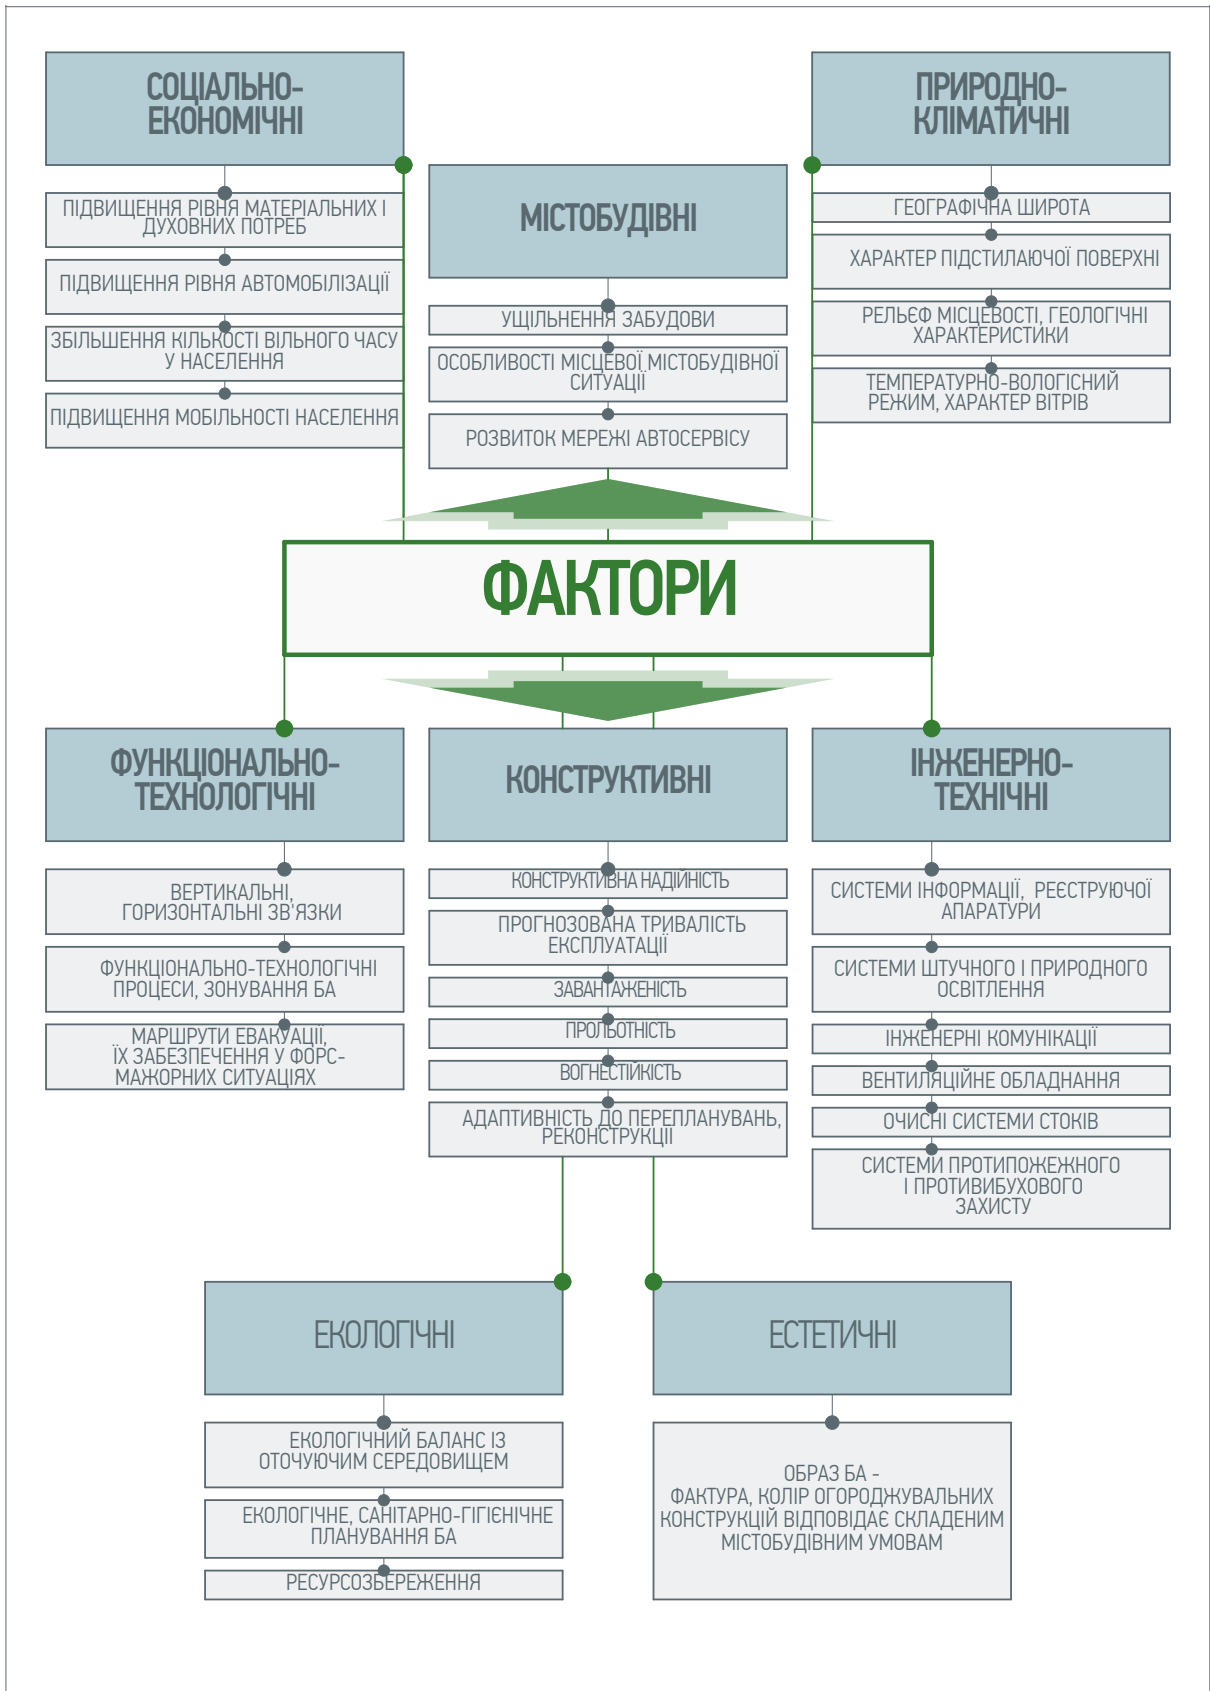 СОЦІАЛЬНО-
ЕКОНОМІЧНІ
ПІДВИЩЕННЯ РІВНЯ МАТЕРІАЛЬНИХ І
ДУХОВНИХ ПОТРЕБ
ПІДВИЩЕННЯ РІВНЯ АВТОМОБІЛІЗАЦІЇ
ЗБІЛЬШЕННЯ КІЛЬКОСТІ ВІЛЬНОГО ЧАСУ
У НАСЕЛЕННЯ
ПІДВИЩЕННЯ МОБІЛЬНОСТІ НАСЕЛЕННЯ
МІСТОБУДІВНІ
УЩІЛЬНЕННЯ ЗАБУДОВИ
ОСОБЛИВОСТІ МІСЦЕВОЇ МІСТОБУДІВНОЇ
СИТУАЦІЇ
РОЗВИТОК МЕРЕЖІ АВТОСЕРВІСУ
ПРИРОДНО-
КЛІМАТИЧНІ
ГЕОГРАФІЧНА ШИРОТА
ХАРАКТЕР ПІДСТИЛАЮЧОЇ ПОВЕРХНІ
РЕЛЬЄФ МІСЦЕВОСТІ, ГЕОЛОГІЧНІ
ХАРАКТЕРИСТИКИ
ТЕМПЕРАТУРНО-ВОЛОГІСНИЙ
РЕЖИМ, ХАРАКТЕР ВІТРІВ
ФАКТОРИ
ФУНКЦІОНАЛЬНО-
ТЕХНОЛОГІЧНІ
ВЕРТИКАЛЬНІ,
ГОРИЗОНТАЛЬНІ ЗВ'ЯЗКИ
ФУНКЦІОНАЛЬНО-ТЕХНОЛОГІЧНІ
ПРОЦЕСИ, ЗОНУВАННЯ БА
МАРШРУТИ ЕВАКУАЦІЇ,
ЇХ ЗАБЕЗПЕЧЕННЯ У ФОРС-
МАЖОРНИХ СИТУАЦІЯХ
КОНСТРУКТИВНІ
КОНСТРУКТИВНА НАДІЙНІСТЬ
ПРОГНОЗОВАНА ТРИВАЛІСТЬ
ЕКСПЛУАТАЦІЇ
ЗАВАНТАЖЕНІСТЬ
ПРОЛЬОТНІСТЬ
ВОГНЕСТІЙКІСТЬ
АДАПТИВНІСТЬ ДО ПЕРЕПЛАНУВАНЬ,
РЕКОНСТРУКЦІЇ
ІНЖЕНЕРНО-
ТЕХНІЧНІ
СИСТЕМИ ІНФОРМАЦІЇ, РЕЄСТРУЮЧОЇ
АПАРАТУРИ
СИСТЕМИ ШТУЧНОГО І ПРИРОДНОГО
ОСВІТЛЕННЯ
ІНЖЕНЕРНІ КОМУНІКАЦІЇ
ВЕНТИЛЯЦІЙНЕ ОБЛАДНАННЯ
ОЧИСНІ СИСТЕМИ СТОКІВ
СИСТЕМИ ПРОТИПОЖЕЖНОГО
І ПРОТИВИБУХОВОГО
ЗАХИСТУ
ЕКОЛОГІЧНІ
ЕКОЛОГІЧНИЙ БАЛАНС ІЗ
ОТОЧУЮЧИМ СЕРЕДОВИЩЕМ
ЕКОЛОГІЧНЕ, САНІТАРНО-ГІГІЄНІЧНЕ
ПЛАНУВАННЯ БА
РЕСУРСОЗБЕРЕЖЕННЯ
ЕСТЕТИЧНІ
ОБРАЗ БА -
ФАКТУРА, КОЛІР ОГОРОДЖУВАЛЬНИХ
КОНСТРУКЦІЙ ВІДПОВІДАЄ СКЛАДЕНИМ
МІСТОБУДІВНИМ УМОВАМ